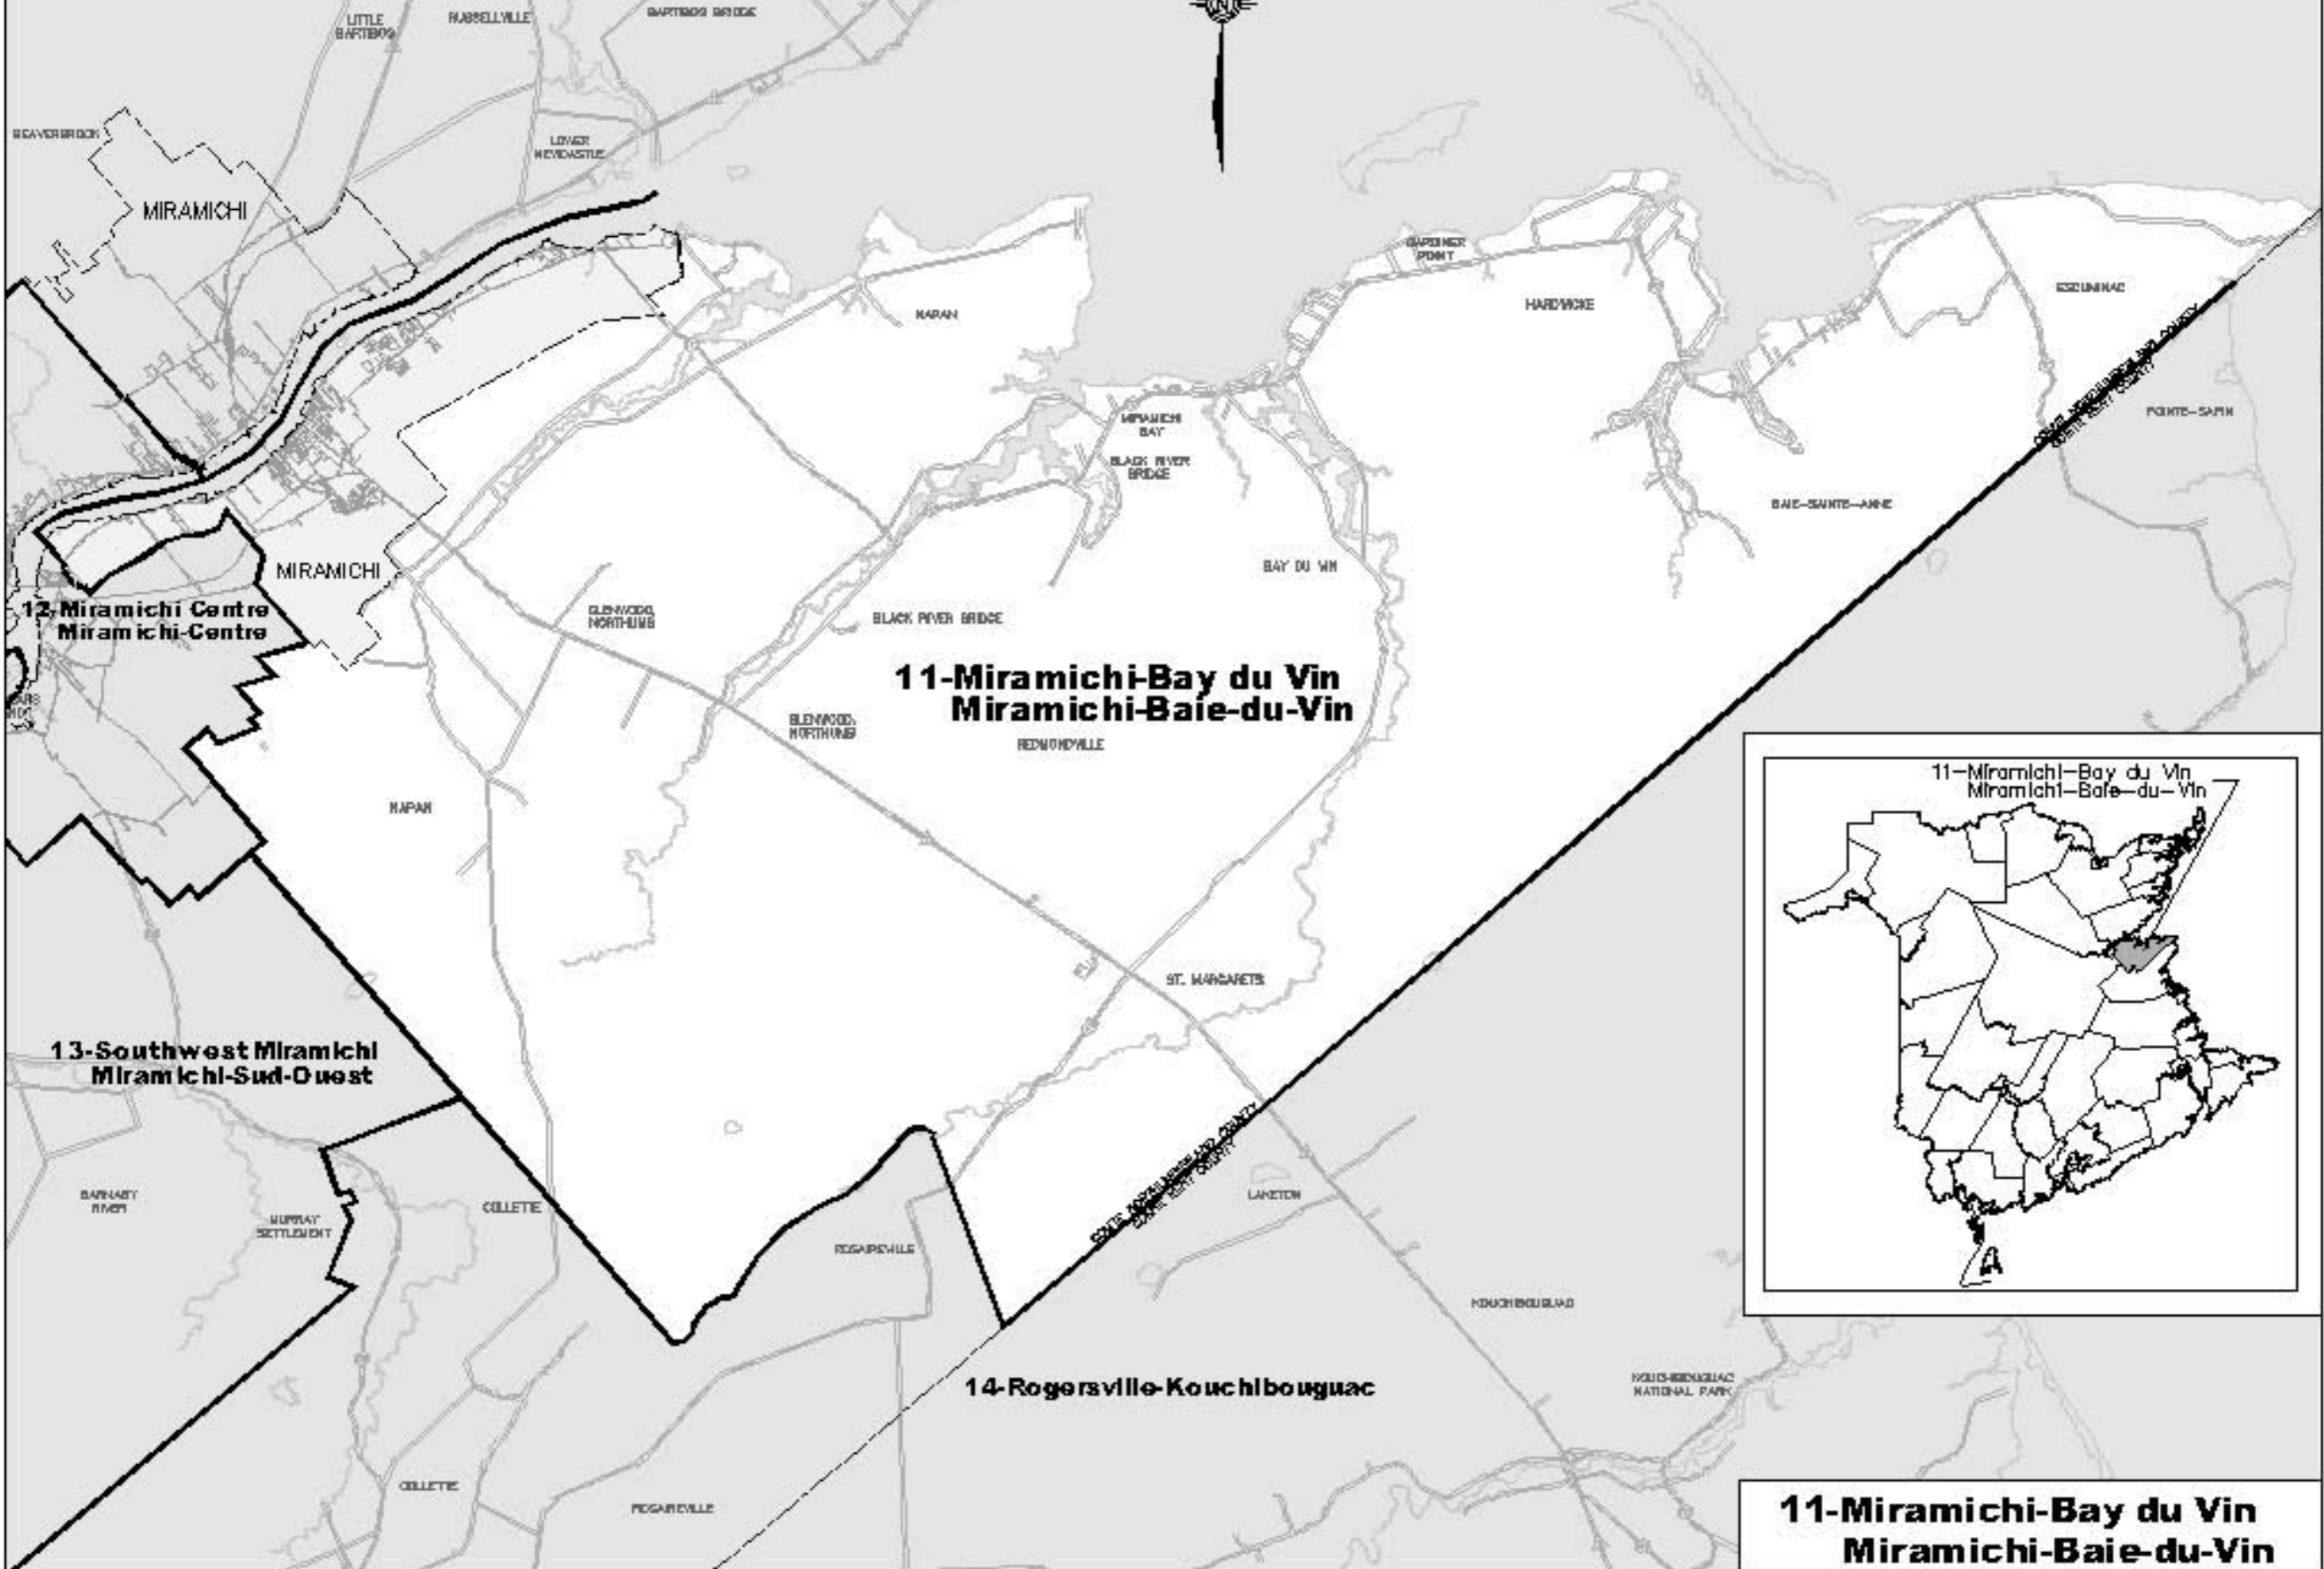 LITTLE
BARTIBOG
RUSSELLVILLE
BARTIBOG BRIDGE
N
BEAVERBROOK
LOWER
NEWCASTLE
MIRAMICHI
GARDINER
POINT
NAPAN
HARDWICKE
ESCUMINAC
POINTE-SAPIN
MIRAMICHI
BAY
BLACK RIVER
BRIDGE
BAIE-SAINTE-ANNE
MIRAMICHI
BAY DU VIN
12-Miramichi Centre
Miramichi-Centre
GLENWOOD,
NORTHUMB
BLACK RIVER BRIDGE
11-Miramichi-Bay du Vin
Miramichi-Baie-du-Vin
GLENWOOD,
NORTHUMB
REDMONDVILLE
NAPAN
11-Miramichi-Bay du Vin
Miramichi-Baie-du-Vin
ST. MARGARETS
13-Southwest Miramichi
Miramichi-Sud-Ouest
BARNABY
RIVER
MURRAY
SETTLEMENT
COLLETTE
ROSAIREVILLE
LAKETON
KOUCHIBOUGUAC
14-Rogersville-Kouchibouguac
KOUCHIBOUGUAC
NATIONAL PARK
COLLETTE
ROSAIREVILLE
11-Miramichi-Bay du Vin
Miramichi-Baie-du-Vin